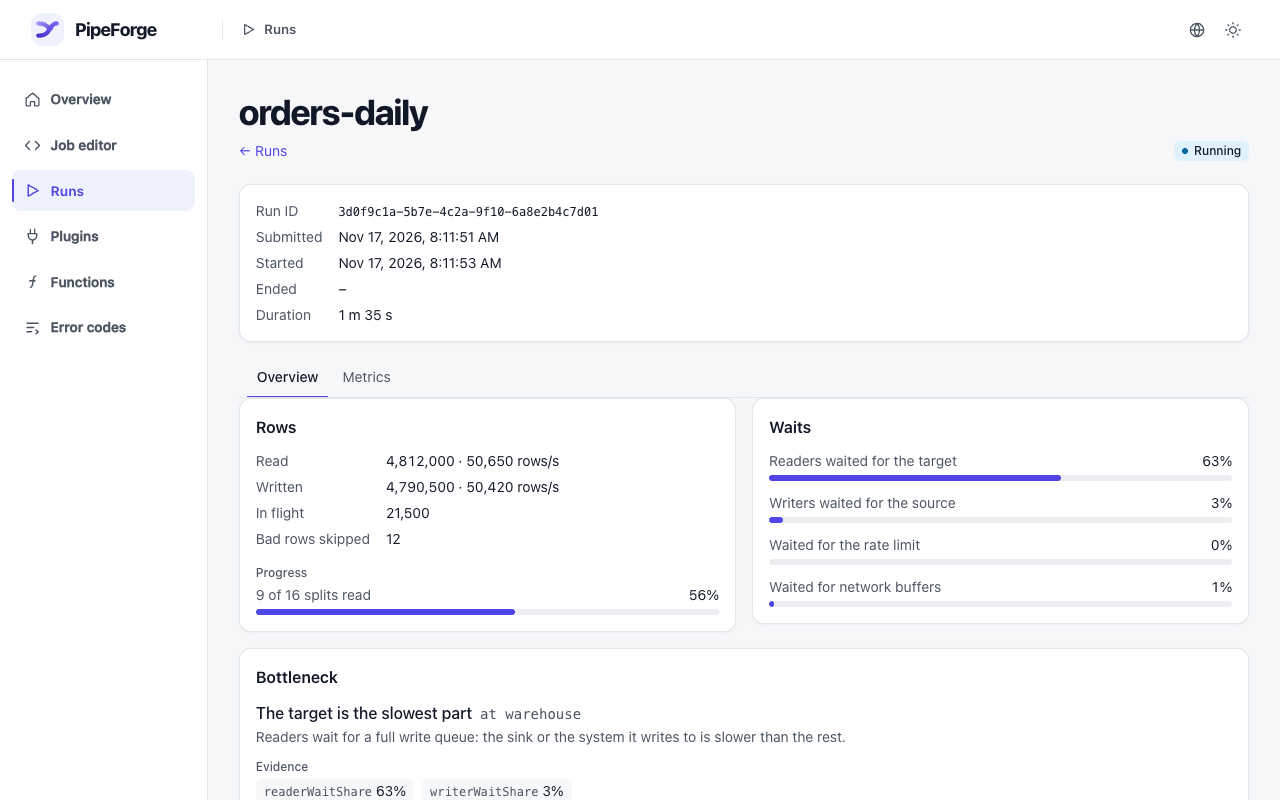 PipeForge
Runs
Overview
Job editor
Runs
Plugins
Functions
Error codes
orders-daily
← Runs
Running
Run ID 3d0f9c1a-5b7e-4c2a-9f10-6a8e2b4c7d01
Submitted Nov 17, 2026, 8:11:51 AM
Started Nov 17, 2026, 8:11:53 AM
Ended –
Duration 1 m 35 s
Overview Metrics
Rows
Read 4,812,000 · 50,650 rows/s
Written 4,790,500 · 50,420 rows/s
In flight 21,500
Bad rows skipped 12
Progress
9 of 16 splits read 56%
Waits
Readers waited for the target 63%
Writers waited for the source 3%
Waited for the rate limit 0%
Waited for network buffers 1%
Bottleneck
The target is the slowest part at warehouse
Readers wait for a full write queue: the sink or the system it writes to is slower than the rest.
Evidence
readerWaitShare 63% writerWaitShare 3%